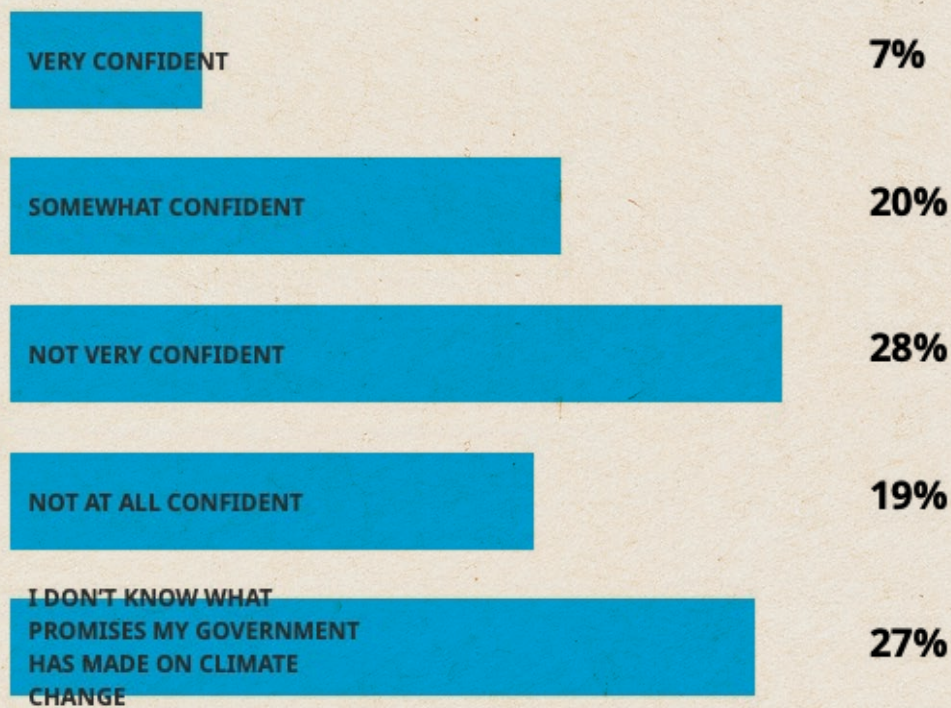 VERY CONFIDENT 7%
SOMEWHAT CONFIDENT 20%
NOT VERY CONFIDENT 28%
NOT AT ALL CONFIDENT 19%
I DON'T KNOW WHAT
PROMISES MY GOVERNMENT
HAS MADE ON CLIMATE
CHANGE
27%